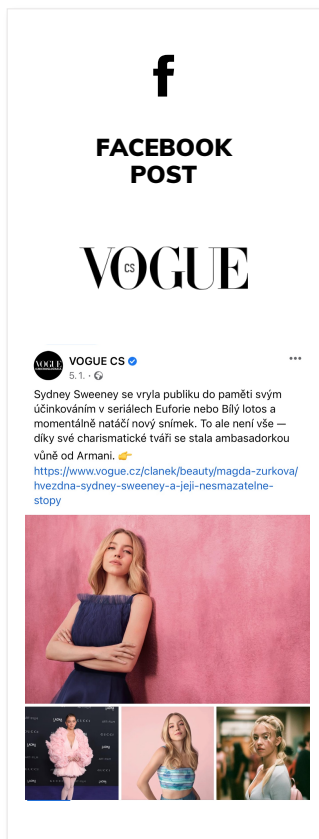 f
FACEBOOK
POST
VOGUE
CS
VOGUE
VOGUE CS
5. 1. ·
Sydney Sweeney se vryla publiku do paměti svým
účinkováním v seriálech Euforie nebo Bílý lotos a
momentálně natáčí nový snímek. To ale není vše —
díky své charismatické tváři se stala ambasadorkou
vůně od Armani. 👉
https://www.vogue.cz/clanek/beauty/magda-zurkova/
hvezdna-sydney-sweeney-a-jeji-nesmazatelne-
stopy